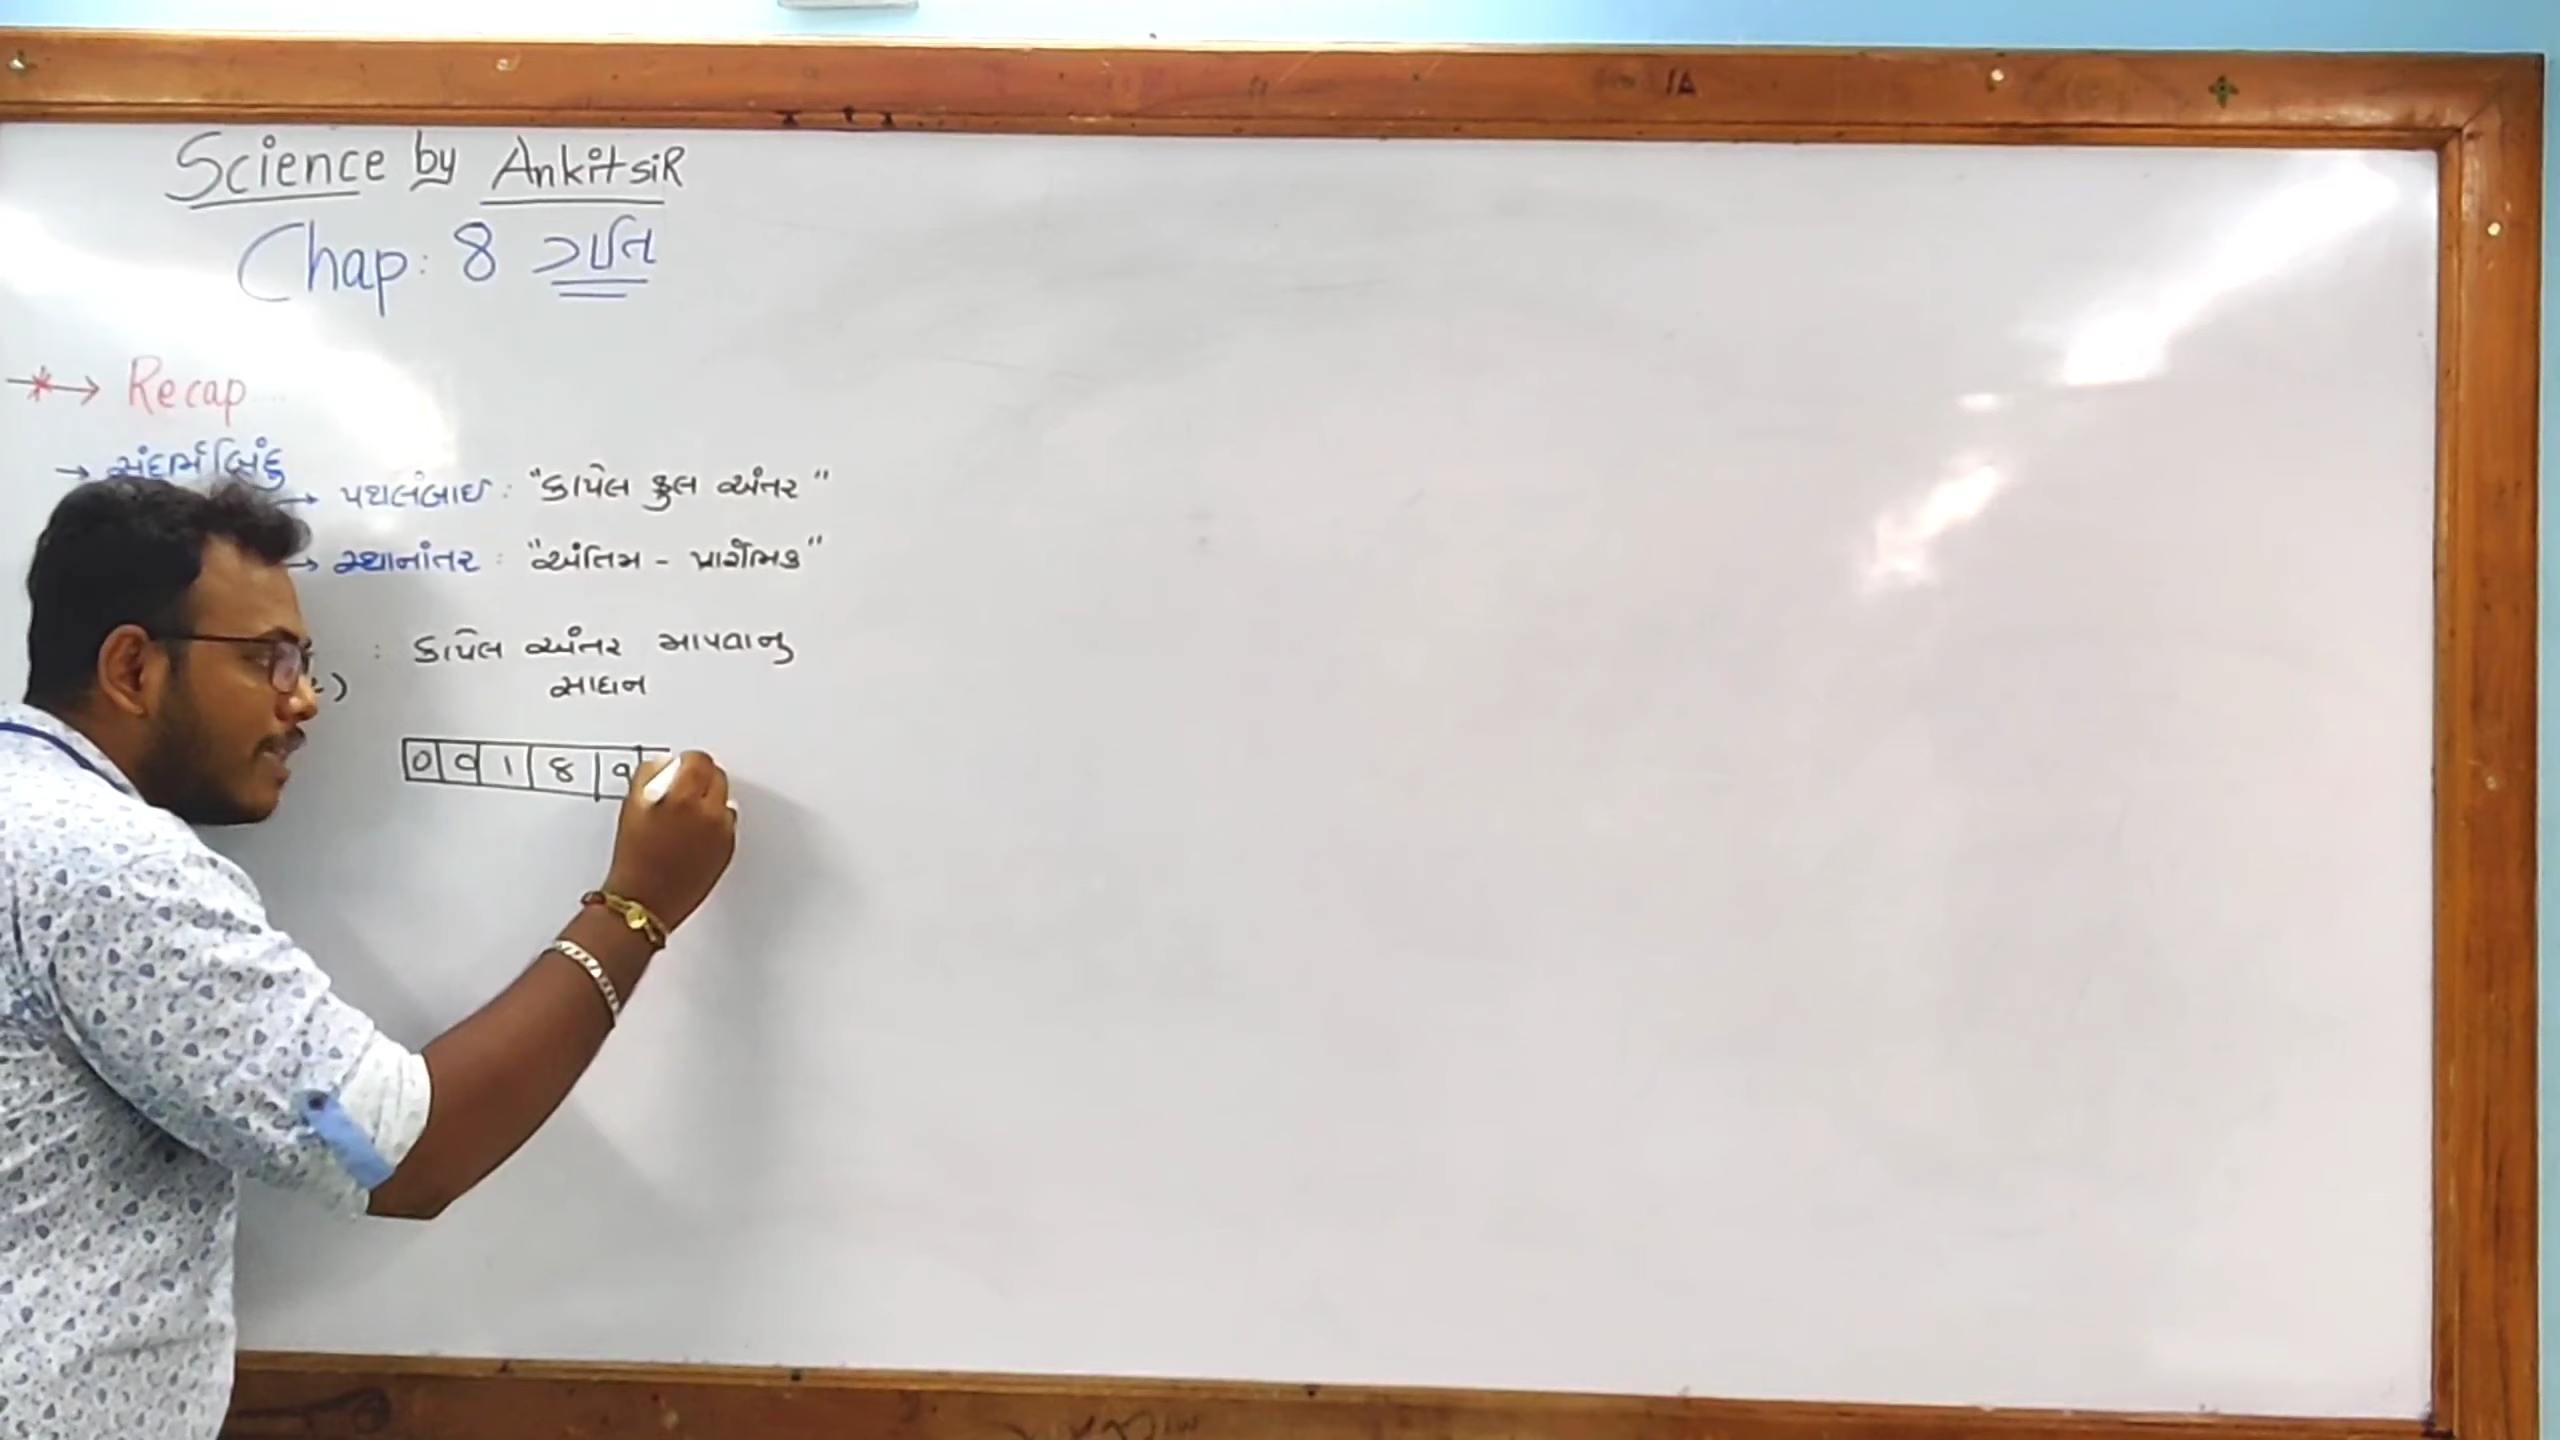 Science by Ankit siR
Chap: 8 ગતિ
Recap
→ સંદર્ભબિંદુ
→ પથલંબાઈ : "કાપેલ કુલ અંતર"
→ સ્થાનાંતર : "અંતિમ - પ્રારંભિક"
: કાપેલ અંતર માપવાનુ
સાધન
0 0 1 8 9